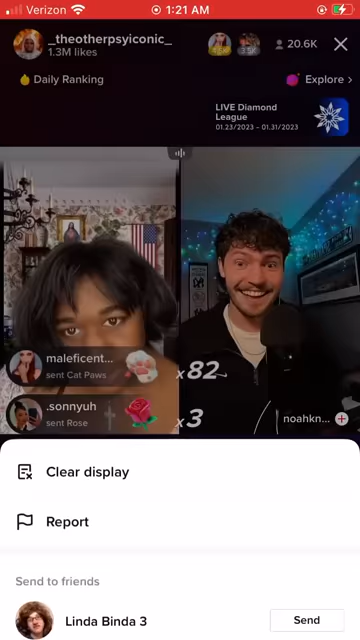 Verizon
1:21 AM
_theotherpsyiconic_
1.3M likes
20.6K
Daily Ranking
Explore >
LIVE Diamond
League
01.23/2023 - 01.31/2023
maleficent...
sent Cat Paws
x82
.sonnyuh
sent Rose
x3
noahkn...
Clear display
Report
Send to friends
Linda Binda 3
Send